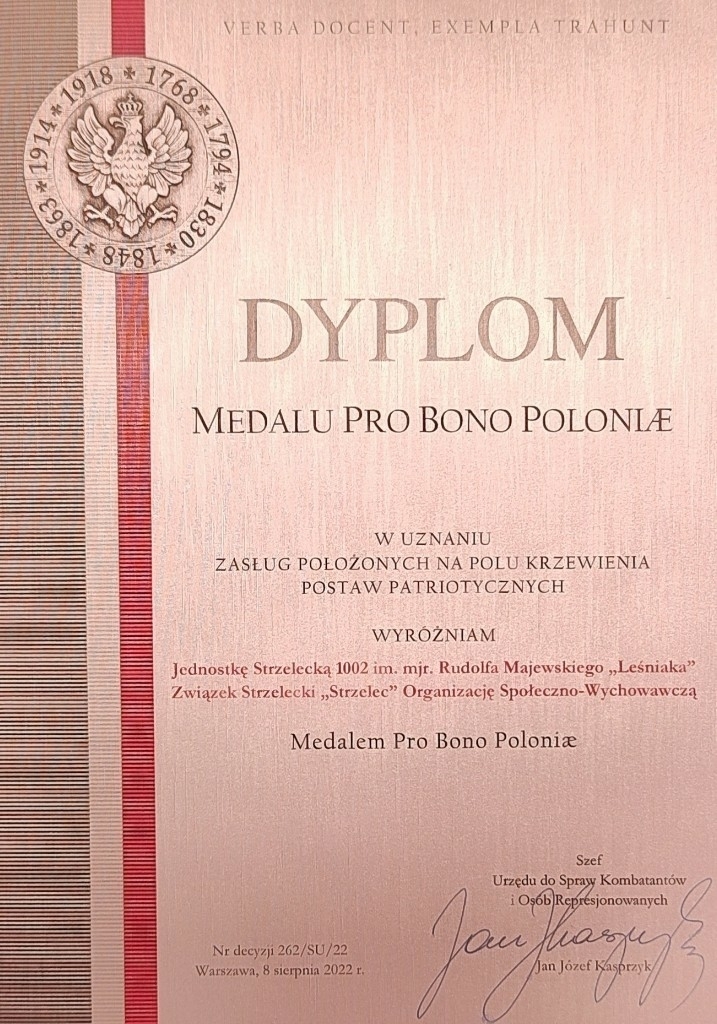 VERBA DOCENT, EXEMPLA TRAHUNT
1768 * 1794 * 1830 * 1848 * 1863 * 1914 * 1918 *
DYPLOM
MEDALU PRO BONO POLONIÆ
W UZNANIU
ZASŁUG POŁOŻONYCH NA POLU KRZEWIENIA
POSTAW PATRIOTYCZNYCH
WYRÓŻNIAM
Jednostkę Strzelecką 1002 im. mjr. Rudolfa Majewskiego „Leśniaka”
Związek Strzelecki „Strzelec” Organizację Społeczno-Wychowawczą
Medalem Pro Bono Poloniæ
Szef
Urzędu do Spraw Kombatantów
i Osób Represjonowanych
Jan J Kasprzyk
Jan Józef Kasprzyk
Nr decyzji 262/SU/22
Warszawa, 8 sierpnia 2022 r.